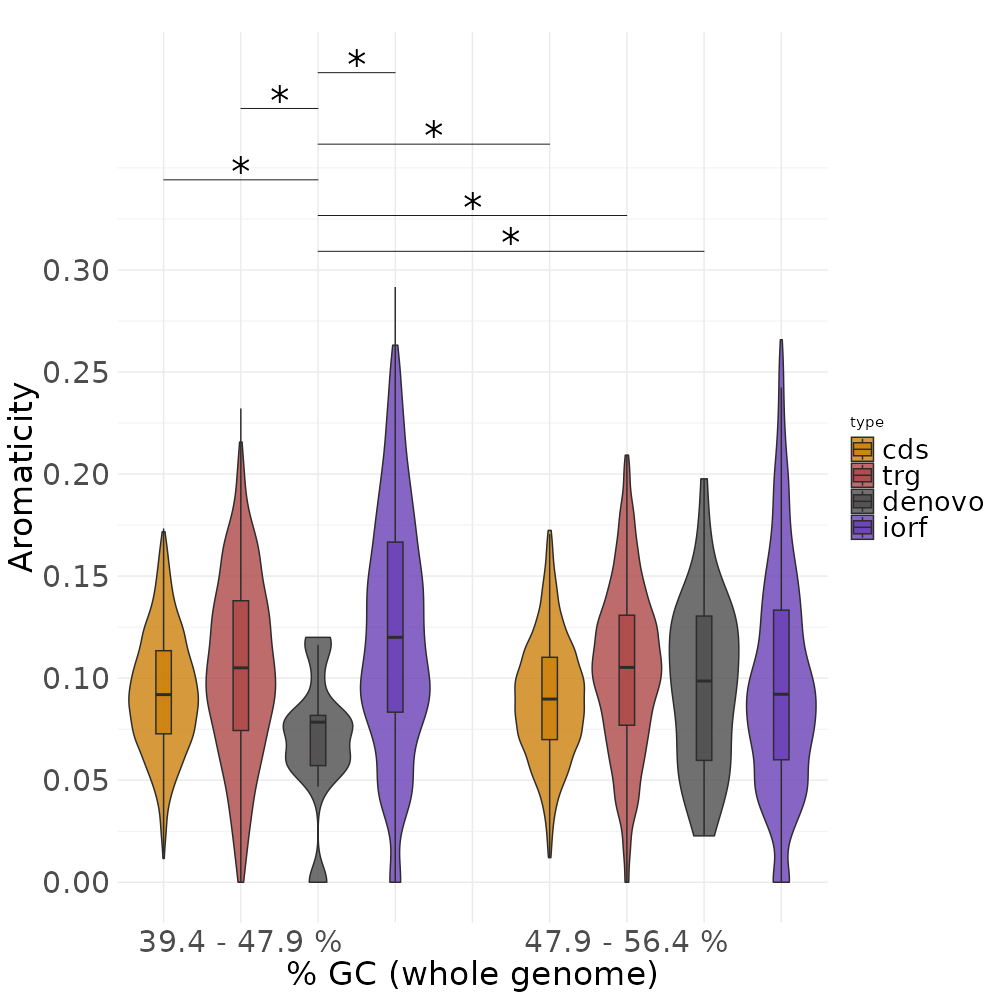 *
*
*
*
*
*
0.30
0.25
0.20
0.15
0.10
0.05
0.00
Aromaticity
39.4 - 47.9 %
47.9 - 56.4 %
% GC (whole genome)
type
cds
trg
denovo
iorf